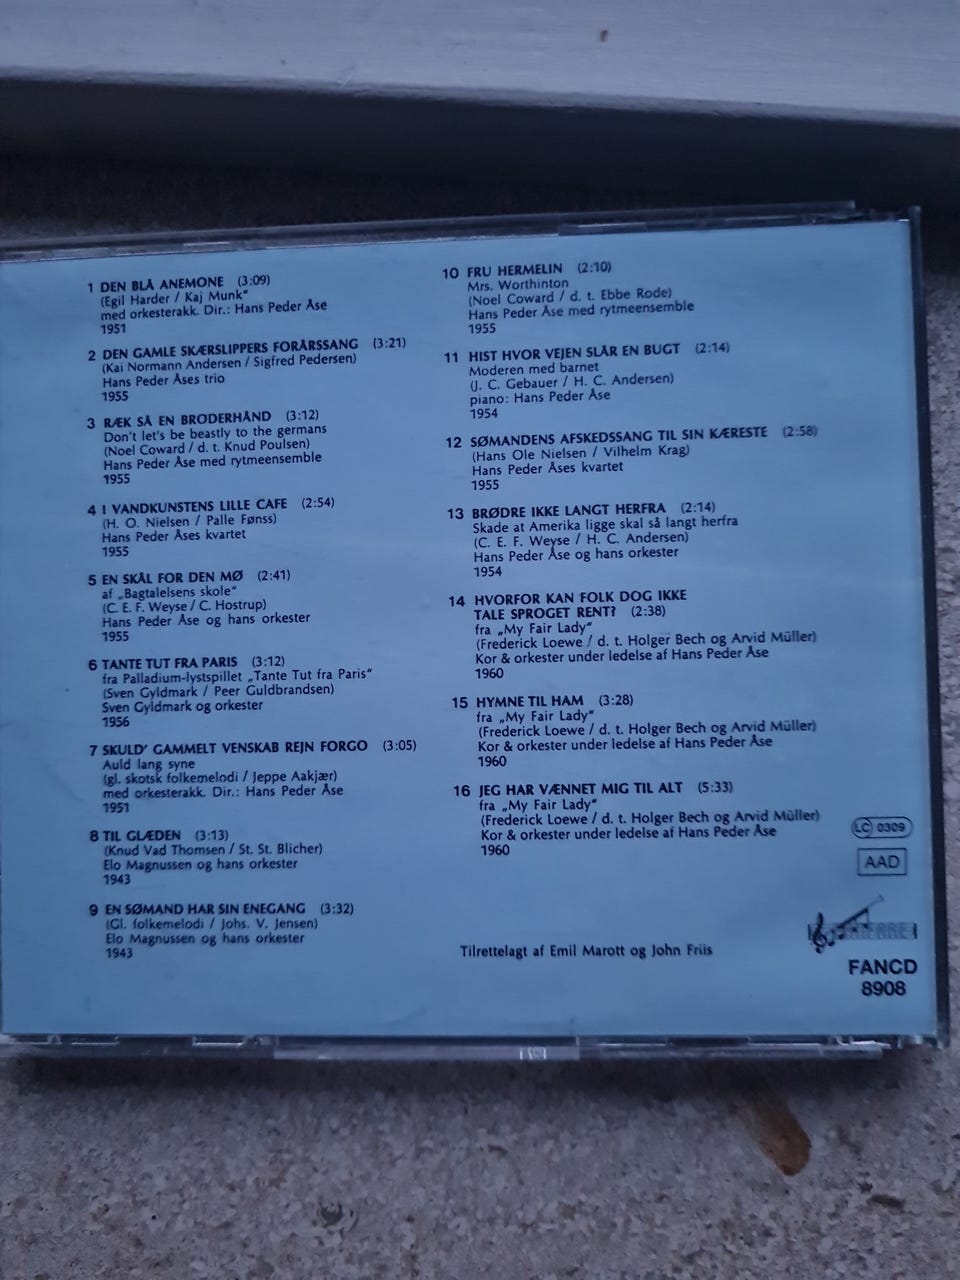 1 DEN BLÅ ANEMONE (3:09)
(Egil Harder / Kaj Munk"
med orkesterakk. Dir.: Hans Peder Åse
1951
2 DEN GAMLE SKÆRSLIPPERS FORÅRSSANG (3:21)
(Kai Normann Andersen / Sigfred Pedersen)
Hans Peder Åses trio
1955
3 RÆK SÅ EN BRODERHÅND (3:12)
Don't let's be beastly to the germans
(Noel Coward / d. t. Knud Poulsen)
Hans Peder Åse med rytmeensemble
1955
4 I VANDKUNSTENS LILLE CAFE (2:54)
(H. O. Nielsen / Palle Fønss)
Hans Peder Åses kvartet
1955
5 EN SKÅL FOR DEN MØ (2:41)
af „Bagtalelsens skole"
(C. E. F. Weyse / C. Hostrup)
Hans Peder Åse og hans orkester
1955
6 TANTE TUT FRA PARIS (3:12)
fra Palladium-lystspillet „Tante Tut fra Paris"
(Sven Gyldmark / Peer Guldbrandsen)
Sven Gyldmark og orkester
1956
7 SKULD' GAMMELT VENSKAB REJN FORGO (3:05)
Auld lang syne
(gl. skotsk folkemelodi / Jeppe Aakjær)
med orkesterakk. Dir.: Hans Peder Åse
1951
8 TIL GLÆDEN (3:13)
(Knud Vad Thomsen / St. St. Blicher)
Elo Magnussen og hans orkester
1943
9 EN SØMAND HAR SIN ENEGANG (3:32)
(Gl. folkemelodi / Johs. V. Jensen)
Elo Magnussen og hans orkester
1943
10 FRU HERMELIN (2:10)
Mrs. Worthinton
(Noel Coward / d. t. Ebbe Rode)
Hans Peder Åse med rytmeensemble
1955
11 HIST HVOR VEJEN SLÅR EN BUGT (2:14)
Moderen med barnet
(J. C. Gebauer / H. C. Andersen)
piano: Hans Peder Åse
1954
12 SØMANDENS AFSKEDSSANG TIL SIN KÆRESTE (2:58)
(Hans Ole Nielsen / Vilhelm Krag)
Hans Peder Åses kvartet
1955
13 BRØDRE IKKE LANGT HERFRA (2:14)
Skade at Amerika ligge skal så langt herfra
(C. E. F. Weyse / H. C. Andersen)
Hans Peder Åse og hans orkester
1954
14 HVORFOR KAN FOLK DOG IKKE
TALE SPROGET RENT? (2:38)
fra „My Fair Lady"
(Frederick Loewe / d. t. Holger Bech og Arvid Müller)
Kor & orkester under ledelse af Hans Peder Åse
1960
15 HYMNE TIL HAM (3:28)
fra „My Fair Lady"
(Frederick Loewe / d. t. Holger Bech og Arvid Müller)
Kor & orkester under ledelse af Hans Peder Åse
1960
16 JEG HAR VÆNNET MIG TIL ALT (5:33)
fra „My Fair Lady"
(Frederick Loewe / d. t. Holger Bech og Arvid Müller)
Kor & orkester under ledelse af Hans Peder Åse
1960
Tilrettelagt af Emil Marott og John Friis
LC 0309
AAD
FANCD
8908